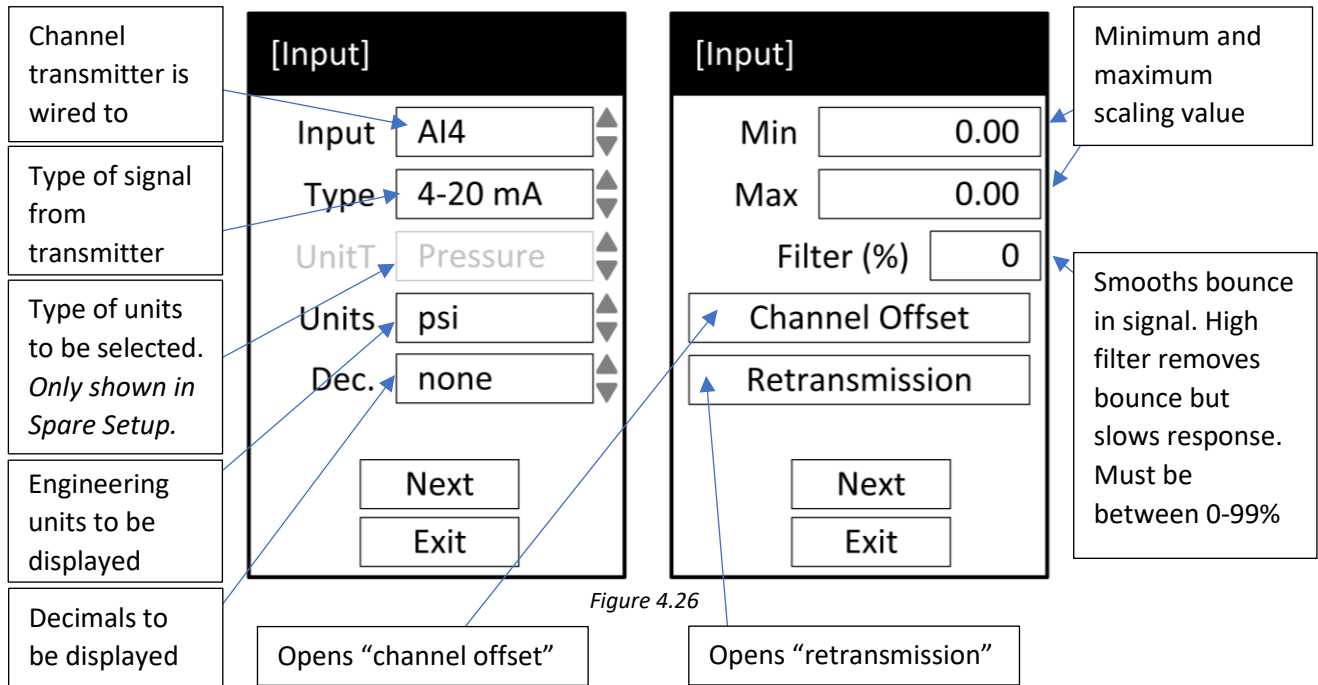 Channel
transmitter is
wired to
Type of signal
from
transmitter
Type of units
to be selected.
Only shown in
Spare Setup.
Engineering
units to be
displayed
Decimals to
be displayed
[Input]
Input AI4
Type 4-20 mA
UnitT Pressure
Units psi
Dec. none
Next
Exit
[Input]
Min 0.00
Max 0.00
Filter (%) 0
Channel Offset
Retransmission
Next
Exit
Minimum and
maximum
scaling value
Smooths bounce
in signal. High
filter removes
bounce but
slows response.
Must be
between 0-99%
Figure 4.26
Opens “channel offset”
Opens “retransmission”